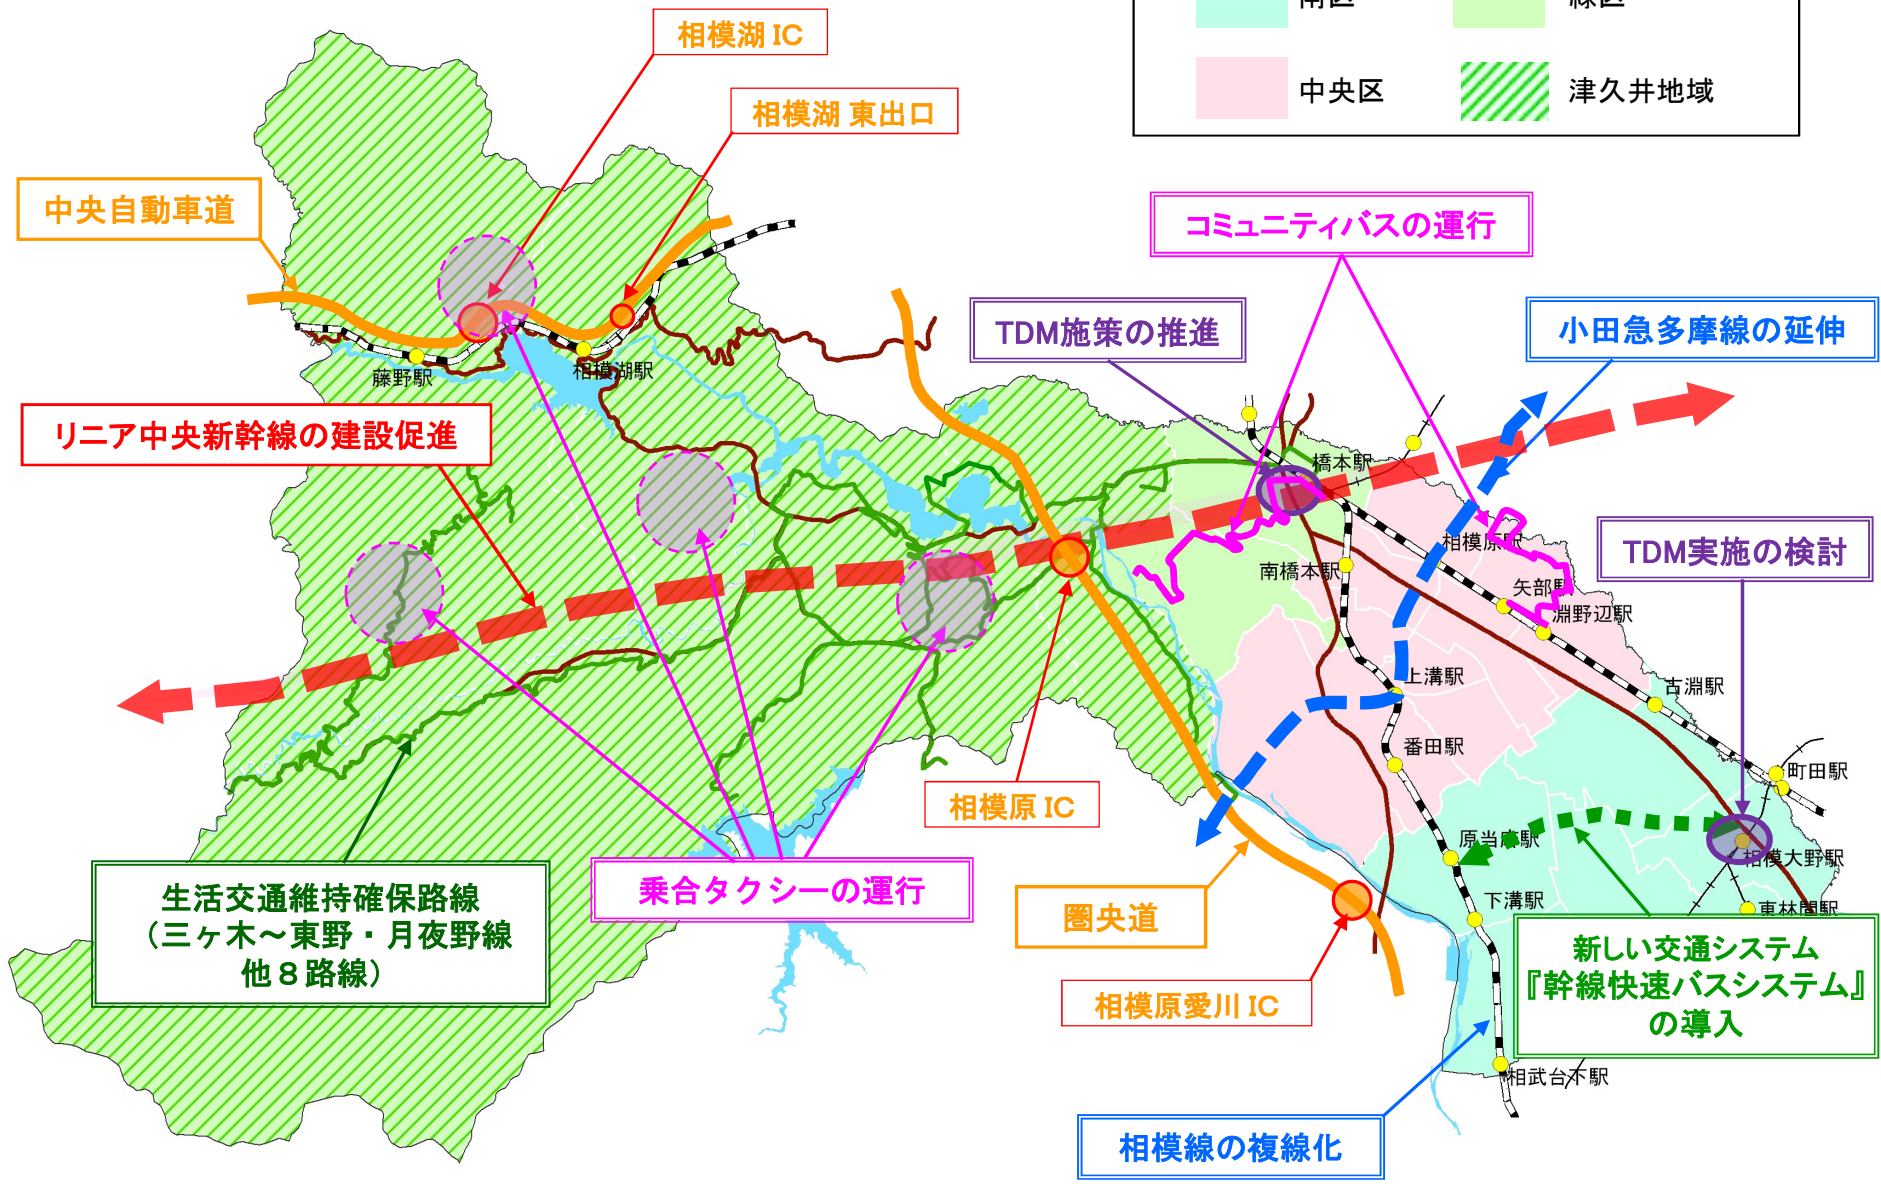 南区
緑区
中央区
津久井地域
相模湖 IC
相模湖 東出口
中央自動車道
コミュニティバスの運行
TDM施策の推進
小田急多摩線の延伸
藤野駅
相模湖駅
リニア中央新幹線の建設促進
橋本駅
相模原駅
TDM実施の検討
南橋本駅
矢部駅
淵野辺駅
上溝駅
古淵駅
番田駅
町田駅
相模原 IC
原当麻駅
相模大野駅
生活交通維持確保路線
（三ヶ木～東野・月夜野線
他８路線）
乗合タクシーの運行
圏央道
下溝駅
東林間駅
新しい交通システム
『幹線快速バスシステム』
の導入
相模原愛川 IC
相武台下駅
相模線の複線化